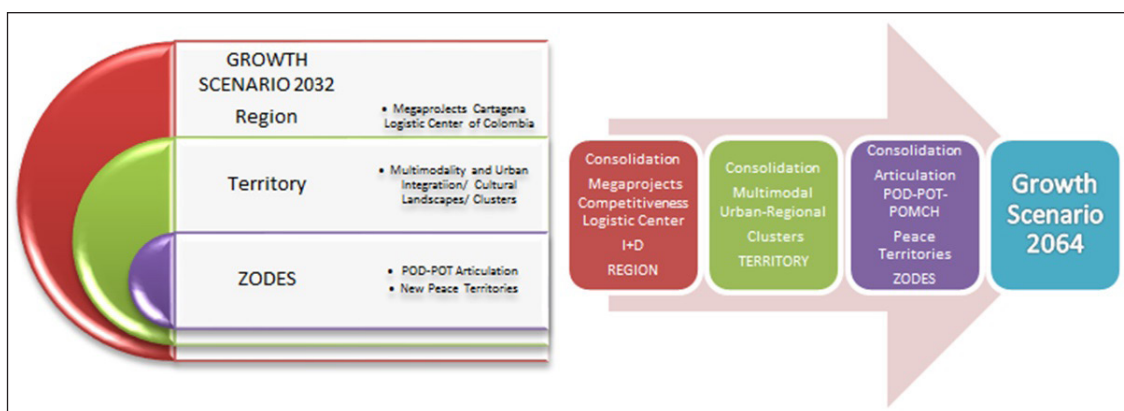 GROWTH
SCENARIO 2032
Region
• Megaprojects Cartagena
Logistic Center of Colombia
Territory
• Multimodality and Urban
Integratiion/ Cultural
Landscapes/ Clusters
ZODES
• POD-POT Articulation
• New Peace Territories
Consolidation
Megaprojects
Competitiveness
Logistic Center
I+D
REGION
Consolidation
Multimodal
Urban-Regional
Clusters
TERRITORY
Consolidation
Articulation
POD-POT-
POMCH
Peace
Territories
ZODES
Growth
Scenario
2064